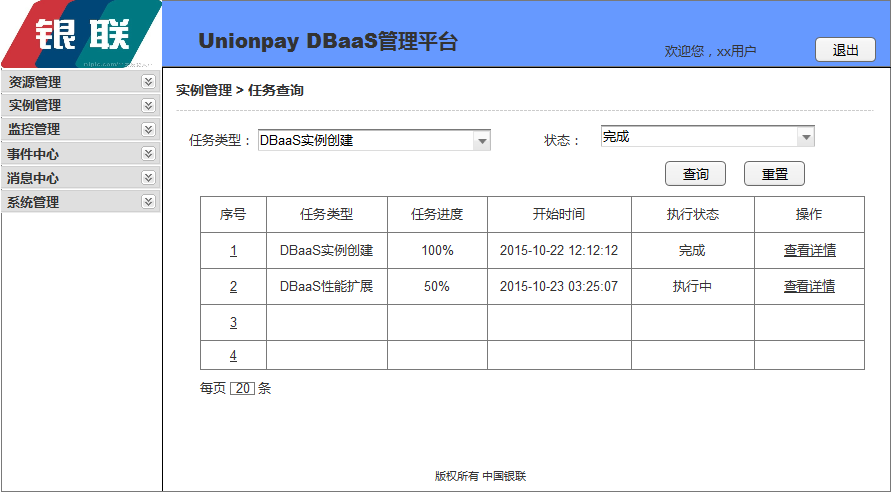 银联
Unionpay DBaaS管理平台
欢迎您，xx用户
退出
资源管理
实例管理
监控管理
事件中心
消息中心
系统管理
实例管理 > 任务查询
任务类型： DBaaS实例创建 状态： 完成
查询 重置
序号 任务类型 任务进度 开始时间 执行状态 操作
1 DBaaS实例创建 100% 2015-10-22 12:12:12 完成 查看详情
2 DBaaS性能扩展 50% 2015-10-23 03:25:07 执行中 查看详情
3
4
每页 20 条
版权所有 中国银联